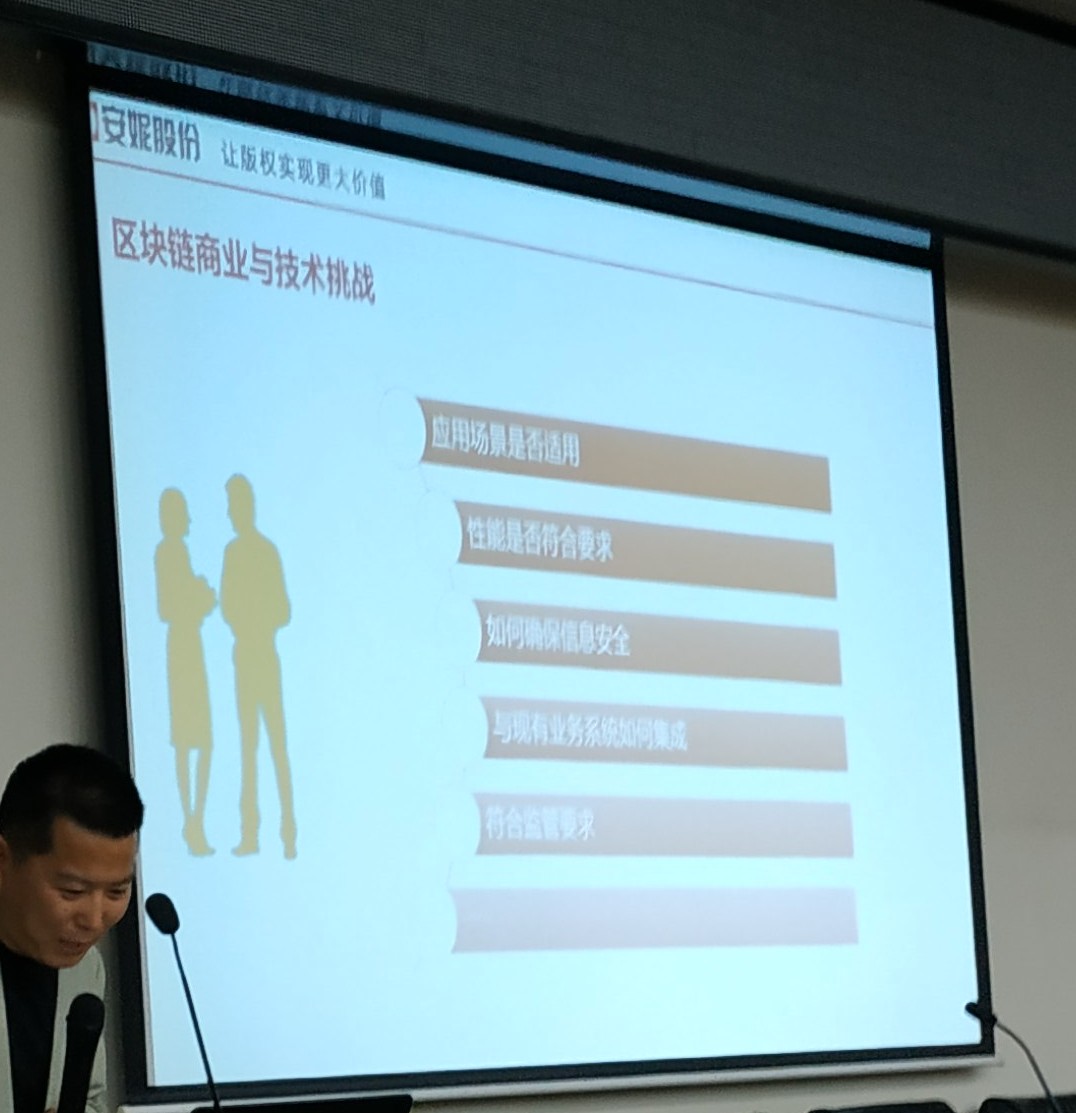 安妮股份 让版权实现更大价值
区块链商业与技术挑战
应用场景是否适用
性能是否符合要求
如何确保信息安全
与现有业务系统如何集成
符合监管要求